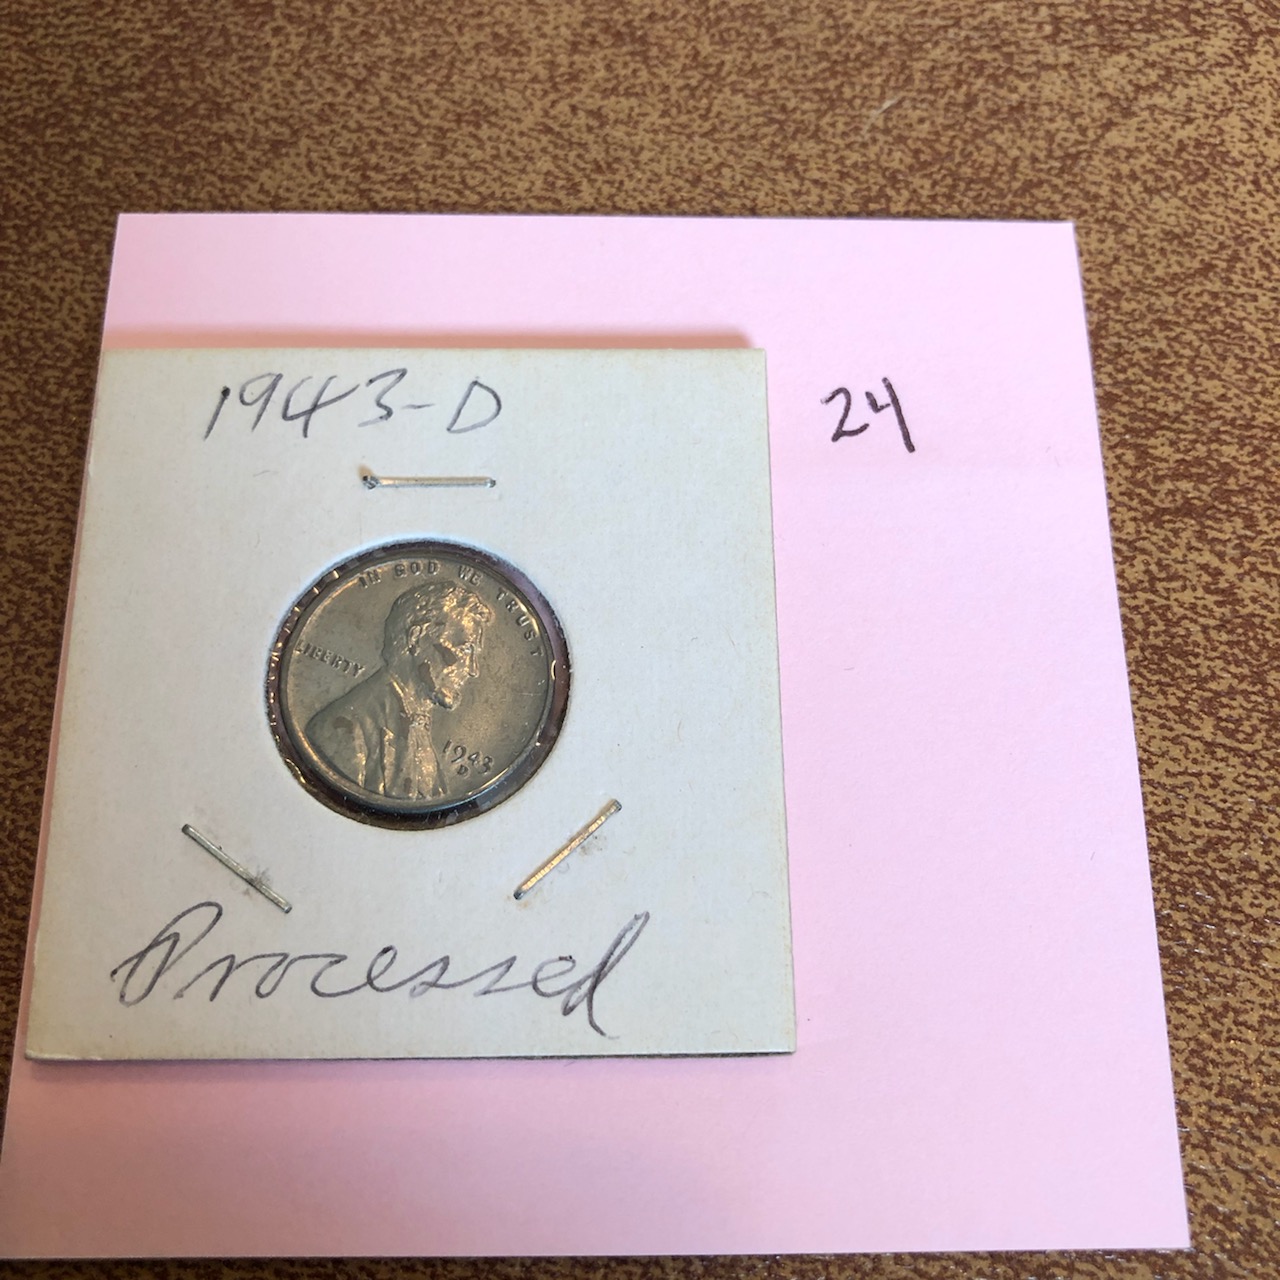 1943-D
24
IN GOD WE TRUST
LIBERTY
1943
D
Processed